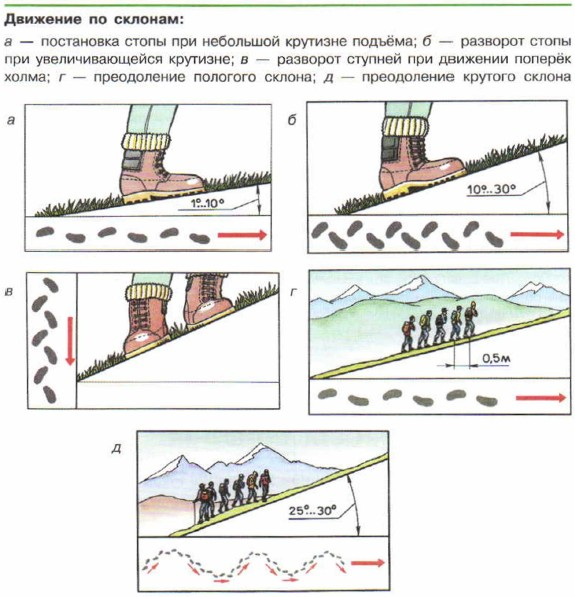 Движение по склонам:
а — постановка стопы при небольшой крутизне подъёма; б — разворот стопы
при увеличивающейся крутизне; в — разворот ступней при движении поперёк
холма; г — преодоление пологого склона; д — преодоление крутого склона
а
1°...10°
б
10°...30°
в
г
0,5м
д
25°...30°